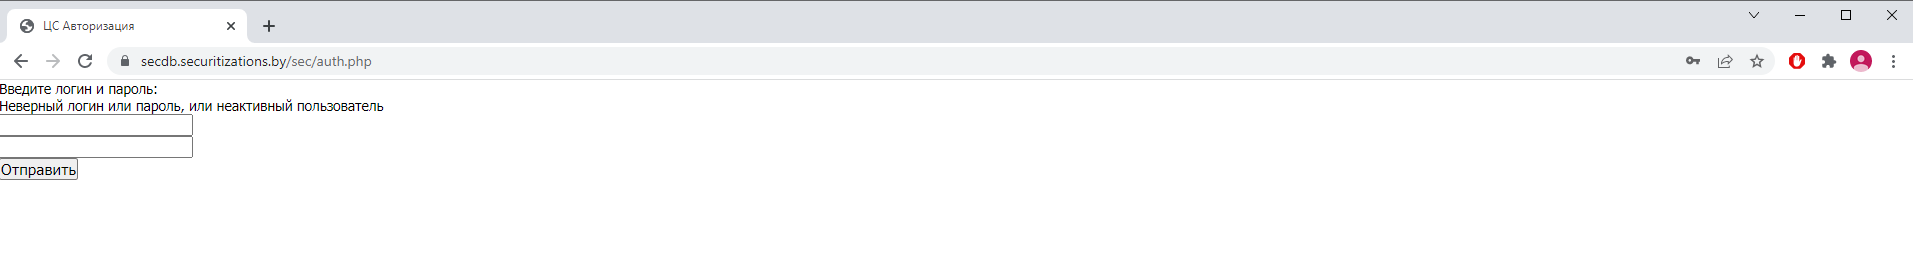 ЦС Авторизация
secdb.securitizations.by/sec/auth.php
Введите логин и пароль:
Неверный логин или пароль, или неактивный пользователь
Отправить